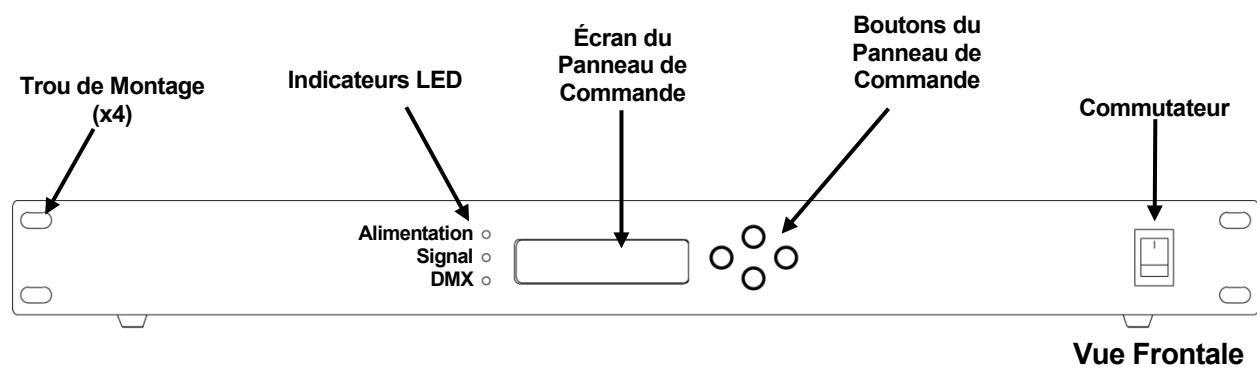 Trou de Montage
(x4)
Indicateurs LED
Écran du
Panneau de
Commande
Boutons du
Panneau de
Commande
Commutateur
Alimentation
Signal
DMX
Vue Frontale